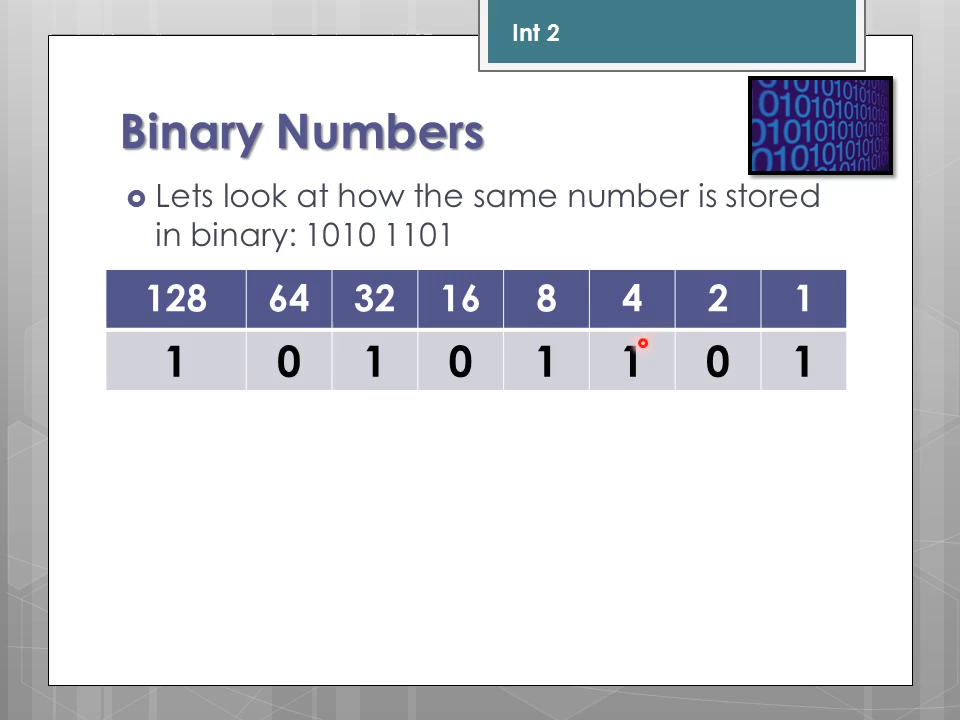 Int 2
Binary Numbers
Lets look at how the same number is stored
in binary: 1010 1101
128 64 32 16 8 4 2 1
1 0 1 0 1 1 0 1